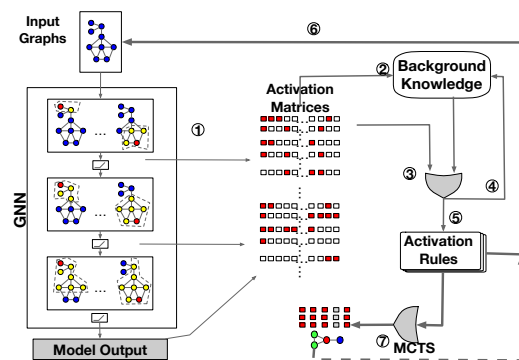 Input
Graphs
⑥
②
Background
Knowledge
Activation
Matrices
①
...
...
③
④
GNN
...
...
⑤
Activation
Rules
...
...
⑦
MCTS
Model Output